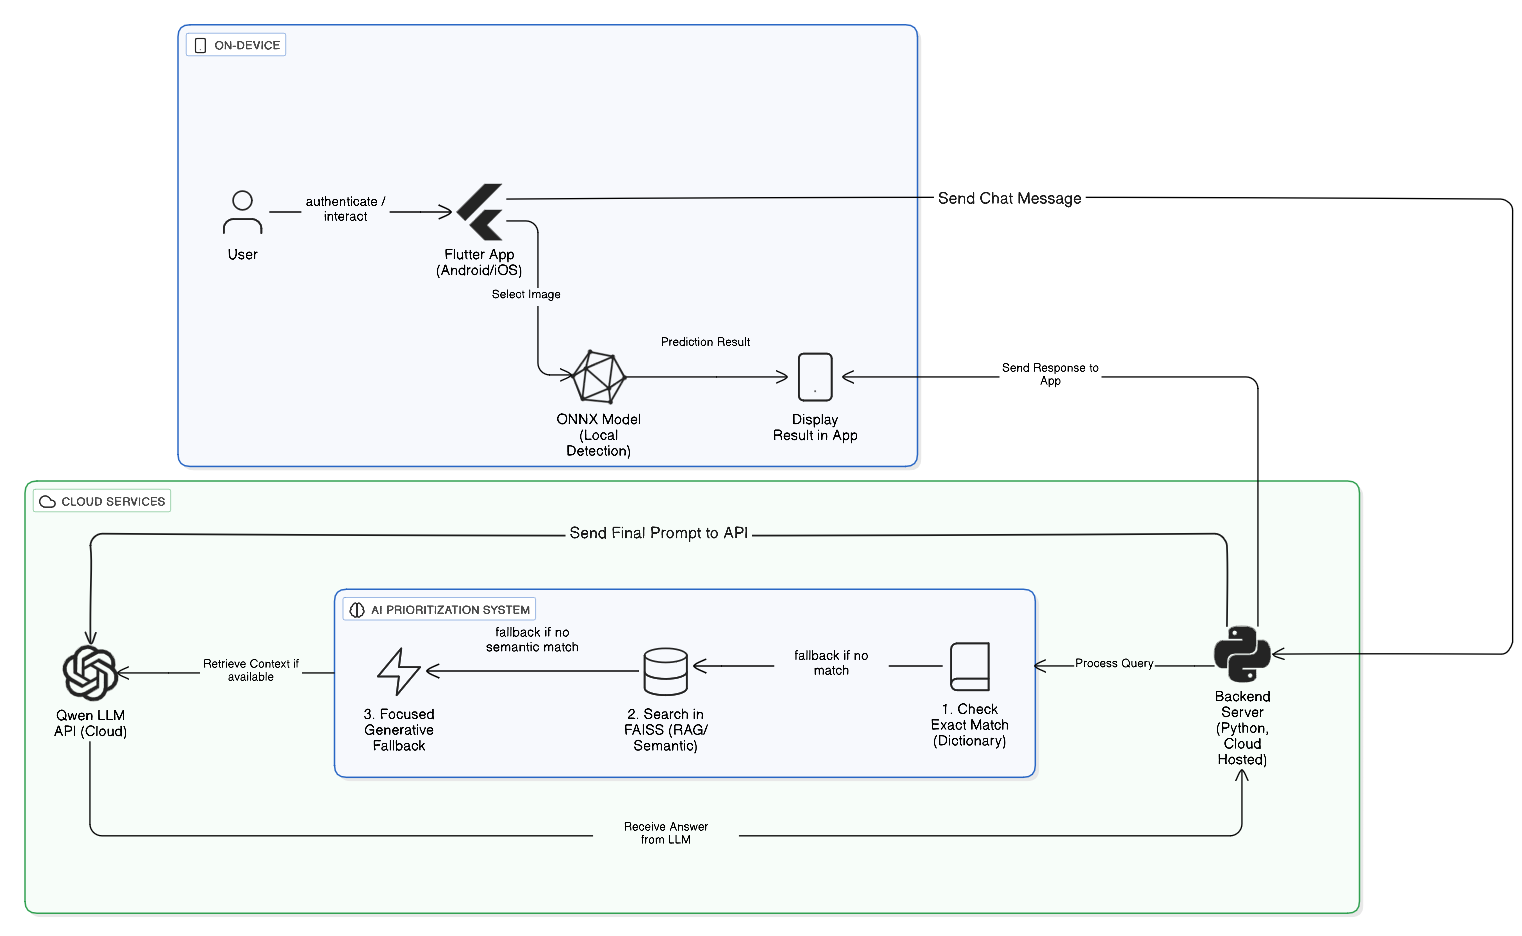 ON-DEVICE
authenticate /
interact
User
Flutter App
(Android/iOS)
Send Chat Message
Select Image
Prediction Result
ONNX Model
(Local
Detection)
Display
Result in App
Send Response to
App
CLOUD SERVICES
Send Final Prompt to API
AI PRIORITIZATION SYSTEM
fallback if no
semantic match
fallback if no
match
Retrieve Context if
available
Process Query
Qwen LLM
API (Cloud)
3. Focused
Generative
Fallback
2. Search in
FAISS (RAG/
Semantic)
1. Check
Exact Match
(Dictionary)
Backend
Server
(Python,
Cloud
Hosted)
Receive Answer
from LLM